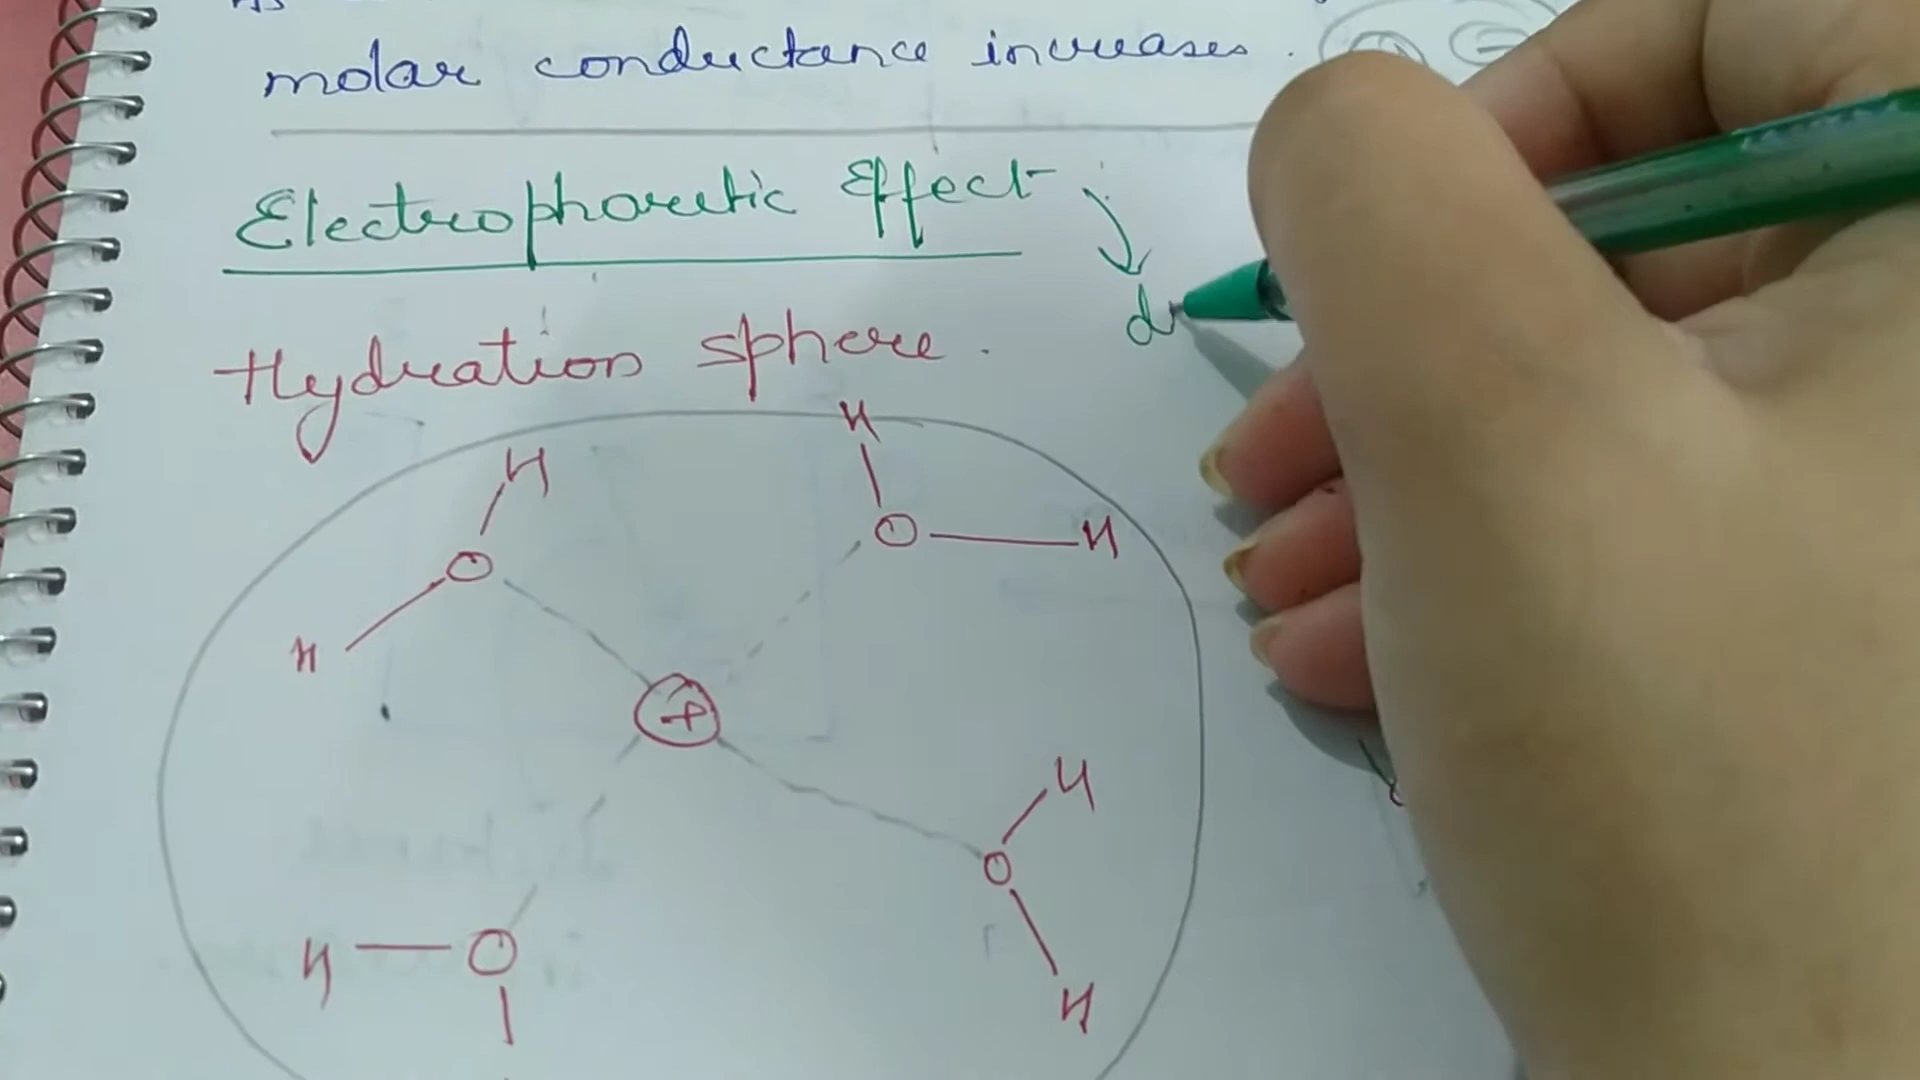 molar conductance increases.
Electrophoretic Effect
d
Hydration sphere.
H
H
O
O
H
H
+
H
O
H
O
H